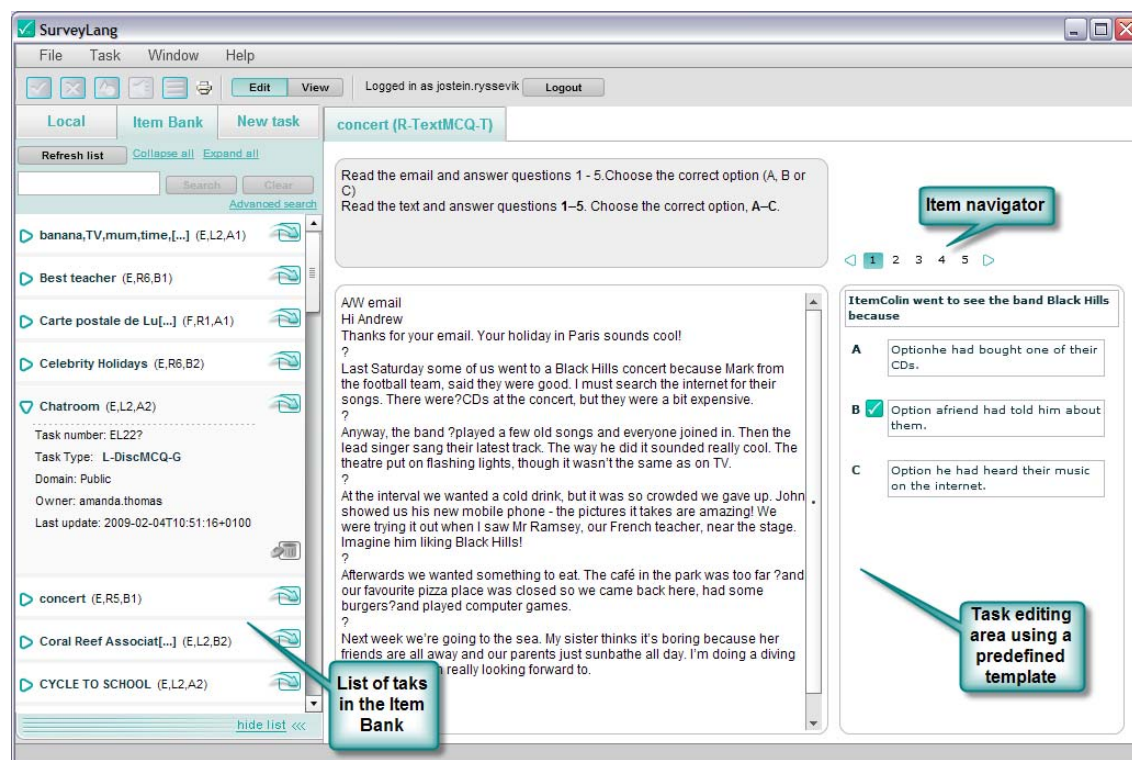 SurveyLang
File Task Window Help
Edit View Logged in as jostein.ryssevik Logout
Local Item Bank New task
concert (R-TextMCQ-T)
Refresh list Collapse all Expand all
Search Clear
Advanced search
banana,TV,mum,time,[...] (E,L2,A1)
Best teacher (E,R6,B1)
Carte postale de Lu[...] (F,R1,A1)
Celebrity Holidays (E,R6,B2)
Chatroom (E,L2,A2)
Task number: EL22?
Task Type: L-DiscMCQ-G
Domain: Public
Owner: amanda.thomas
Last update: 2009-02-04T10:51:16+0100
concert (E,R5,B1)
Coral Reef Associat[...] (E,L2,B2)
CYCLE TO SCHOOL (E,L2,A2)
hide list <<<
List of taks
in the Item
Bank
Read the email and answer questions 1 - 5.Choose the correct option (A, B or
C)
Read the text and answer questions 1–5. Choose the correct option, A–C.
A/W email
Hi Andrew
Thanks for your email. Your holiday in Paris sounds cool!
?
Last Saturday some of us went to a Black Hills concert because Mark from
the football team, said they were good. I must search the internet for their
songs. There were?CDs at the concert, but they were a bit expensive.
?
Anyway, the band ?played a few old songs and everyone joined in. Then the
lead singer sang their latest track. The way he did it sounded really cool. The
theatre put on flashing lights, though it wasn't the same as on TV.
?
At the interval we wanted a cold drink, but it was so crowded we gave up. John
showed us his new mobile phone - the pictures it takes are amazing! We
were trying it out when I saw Mr Ramsey, our French teacher, near the stage.
Imagine him liking Black Hills!
?
Afterwards we wanted something to eat. The café in the park was too far ?and
our favourite pizza place was closed so we came back here, had some
burgers?and played computer games.
?
Next week we're going to the sea. My sister thinks it's boring because her
friends are all away and our parents just sunbathe all day. I'm doing a diving
really looking forward to.
Item navigator
1 2 3 4 5
ItemColin went to see the band Black Hills
because
A Optionhe had bought one of their
CDs.
B Option afriend had told him about
them.
C Option he had heard their music
on the internet.
Task editing
area using a
predefined
template